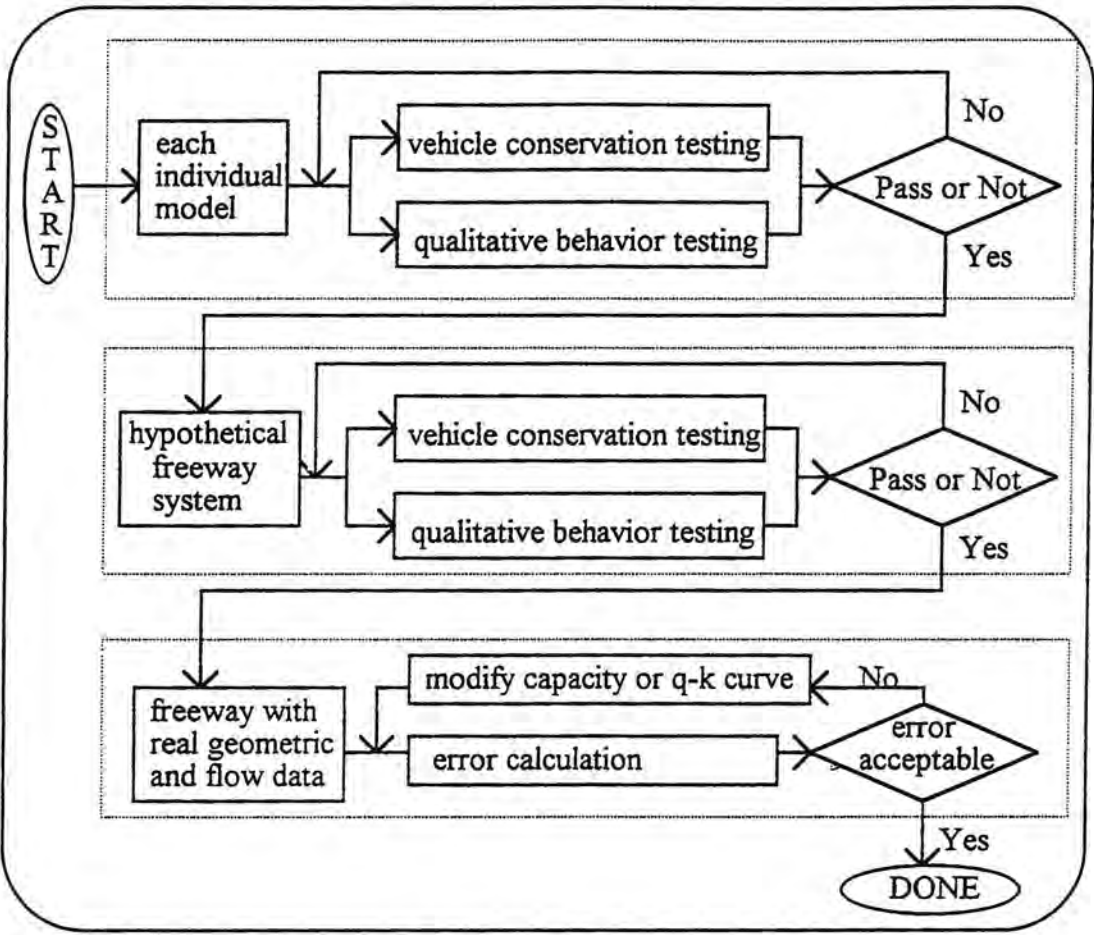 START
each
individual
model
vehicle conservation testing
qualitative behavior testing
No
Pass or Not
Yes
hypothetical
freeway
system
vehicle conservation testing
qualitative behavior testing
No
Pass or Not
Yes
freeway with
real geometric
and flow data
modify capacity or q-k curve
error calculation
No
error
acceptable
Yes
DONE